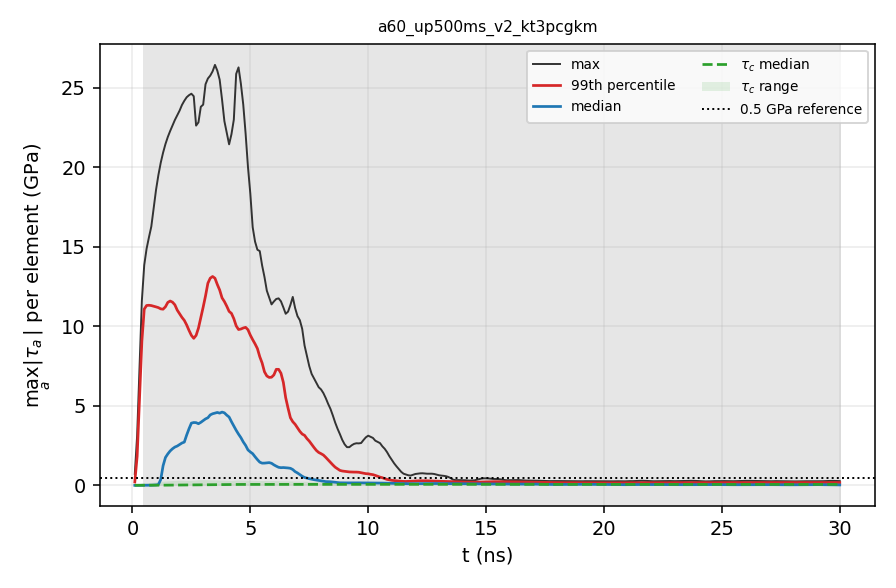 a60_up500ms_v2_kt3pcgkm
max
99th percentile
median
τc median
τc range
0.5 GPa reference
max|τa| per element (GPa)
a
25
20
15
10
5
0
0 5 10 15 20 25 30
t (ns)